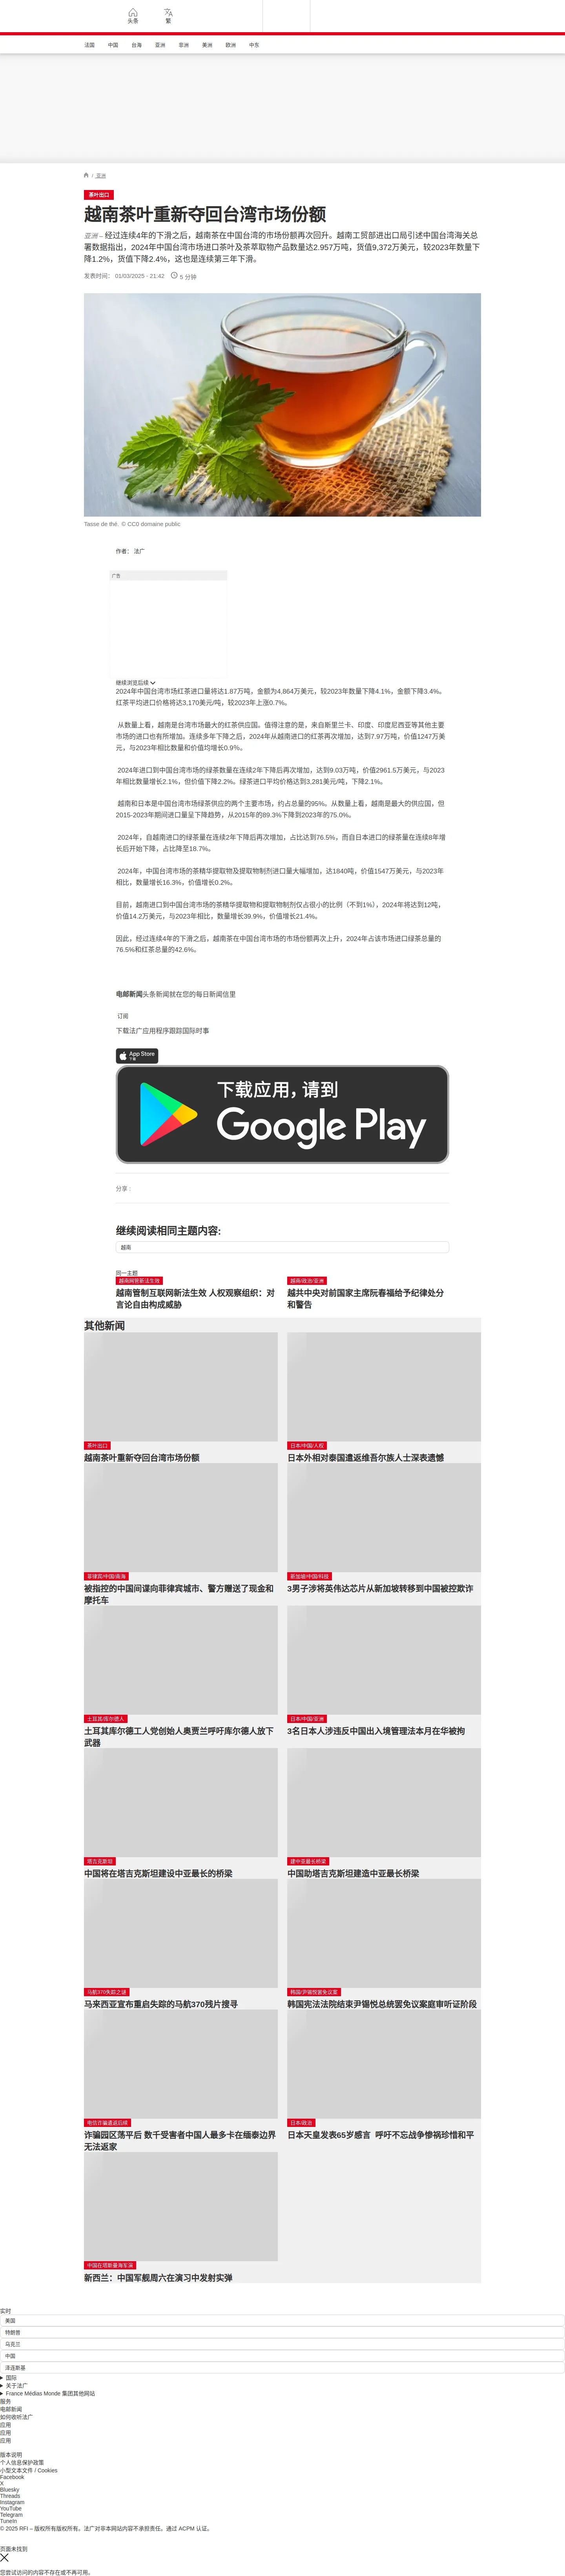 头条
繁
法国 中国 台海 亚洲 非洲 美洲 欧洲 中东
/ 亚洲
茶叶出口
越南茶叶重新夺回台湾市场份额
亚洲 – 经过连续4年的下滑之后，越南茶在中国台湾的市场份额再次回升。越南工贸部进出口局引述中国台湾海关总
署数据指出，2024年中国台湾市场进口茶叶及茶萃取物产品数量达2.957万吨，货值9,372万美元，较2023年数量下
降1.2%，货值下降2.4%，这也是连续第三年下滑。
发表时间： 01/03/2025 - 21:42 5 分钟
Tasse de thé. © CC0 domaine public
作者： 法广
广告
继续浏览后续
2024年中国台湾市场红茶进口量将达1.87万吨，金额为4,864万美元，较2023年数量下降4.1%，金额下降3.4%。
红茶平均进口价格将达3,170美元/吨，较2023年上涨0.7%。
从数量上看，越南是台湾市场最大的红茶供应国。值得注意的是，来自斯里兰卡、印度、印度尼西亚等其他主要
市场的进口也有所增加。连续多年下降之后，2024年从越南进口的红茶再次增加，达到7.97万吨，价值1247万美
元，与2023年相比数量和价值均增长0.9%。
2024年进口到中国台湾市场的绿茶数量在连续2年下降后再次增加，达到9.03万吨，价值2961.5万美元，与2023
年相比数量增长2.1%，但价值下降2.2%。绿茶进口平均价格达到3,281美元/吨，下降2.1%。
越南和日本是中国台湾市场绿茶供应的两个主要市场，约占总量的95%。从数量上看，越南是最大的供应国，但
2015-2023年期间进口量呈下降趋势，从2015年的89.3%下降到2023年的75.0%。
2024年，自越南进口的绿茶量在连续2年下降后再次增加，占比达到76.5%，而自日本进口的绿茶量在连续8年增
长后开始下降，占比降至18.7%。
2024年，中国台湾市场的茶精华提取物及提取物制剂进口量大幅增加，达1840吨，价值1547万美元，与2023年
相比，数量增长16.3%，价值增长0.2%。
目前，越南进口到中国台湾市场的茶精华提取物和提取物制剂仅占很小的比例（不到1%），2024年将达到12吨，
价值14.2万美元，与2023年相比，数量增长39.9%，价值增长21.4%。
因此，经过连续4年的下滑之后，越南茶在中国台湾市场的市场份额再次上升，2024年占该市场进口绿茶总量的
76.5%和红茶总量的42.6%。
电邮新闻头条新闻就在您的每日新闻信里
订阅
下载法广应用程序跟踪国际时事
App Store
下载
下载应用，请到
Google Play
分享 :
继续阅读相同主题内容:
越南
同一主题
越南网管新法生效
越南管制互联网新法生效 人权观察组织：对
言论自由构成威胁
越南/政治/亚洲
越共中央对前国家主席阮春福给予纪律处分
和警告
其他新闻
茶叶出口
越南茶叶重新夺回台湾市场份额
日本/中国/人权
日本外相对泰国遣返维吾尔族人士深表遗憾
菲律宾/中国/南海
被指控的中国间谍向菲律宾城市、警方赠送了现金和
摩托车
新加坡/中国/科技
3男子涉将英伟达芯片从新加坡转移到中国被控欺诈
土耳其/库尔德人
土耳其库尔德工人党创始人奥贾兰呼吁库尔德人放下
武器
日本/中国/亚洲
3名日本人涉违反中国出入境管理法本月在华被拘
塔吉克斯坦
中国将在塔吉克斯坦建设中亚最长的桥梁
建中亚最长桥梁
中国助塔吉克斯坦建造中亚最长桥梁
马航370失踪之谜
马来西亚宣布重启失踪的马航370残片搜寻
韩国/尹锡悦罢免议案
韩国宪法法院结束尹锡悦总统罢免议案庭审听证阶段
电信诈骗遣返后续
诈骗园区荡平后 数千受害者中国人最多卡在缅泰边界
无法返家
日本/政治
日本天皇发表65岁感言 呼吁不忘战争惨祸珍惜和平
中国在塔斯曼海军演
新西兰：中国军舰周六在演习中发射实弹
实时
美国
特朗普
乌克兰
中国
泽连斯基
国际
关于法广
France Médias Monde 集团其他网站
服务
电邮新闻
如何收听法广
应用
应用
应用
版本说明
个人信息保护政策
小型文本文件 / Cookies
Facebook
X
Bluesky
Threads
Instagram
YouTube
Telegram
TuneIn
© 2025 RFI – 版权所有版权所有。法广对非本网站内容不承担责任。通过 ACPM 认证。
页面未找到
您尝试访问的内容不存在或不再可用。